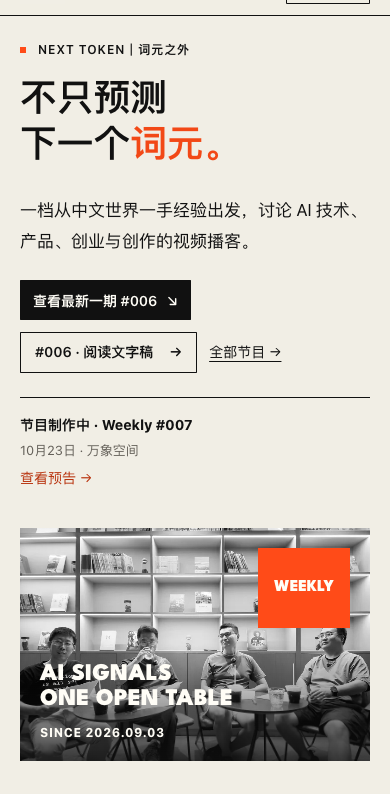 NEXT TOKEN | 词元之外
不只预测
下一个词元。
一档从中文世界一手经验出发，讨论 AI 技术、
产品、创业与创作的视频播客。
查看最新一期 #006 ↘
#006 · 阅读文字稿 →
全部节目 →
节目制作中 · Weekly #007
10月23日 · 万象空间
查看预告 →
WEEKLY
AI SIGNALS
ONE OPEN TABLE
SINCE 2026.09.03